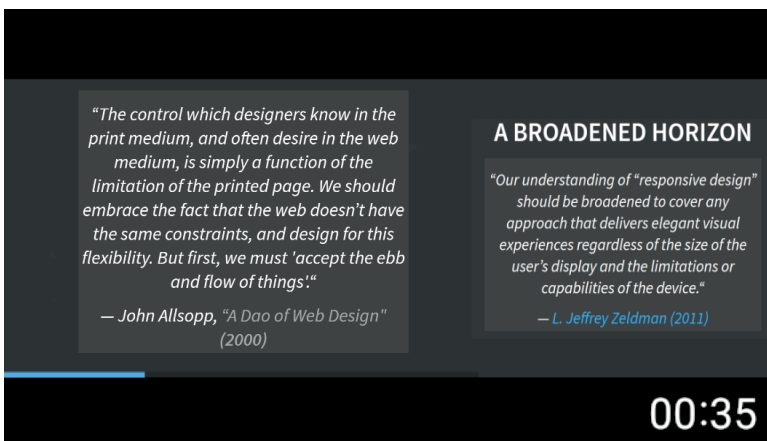 “The control which designers know in the
print medium, and often desire in the web
medium, is simply a function of the
limitation of the printed page. We should
embrace the fact that the web doesn’t have
the same constraints, and design for this
flexibility. But first, we must 'accept the ebb
and flow of things'.“
— John Allsopp, “A Dao of Web Design"
(2000)
A BROADENED HORIZON
“Our understanding of “responsive design”
should be broadened to cover any
approach that delivers elegant visual
experiences regardless of the size of the
user’s display and the limitations or
capabilities of the device.“
— L. Jeffrey Zeldman (2011)
00:35